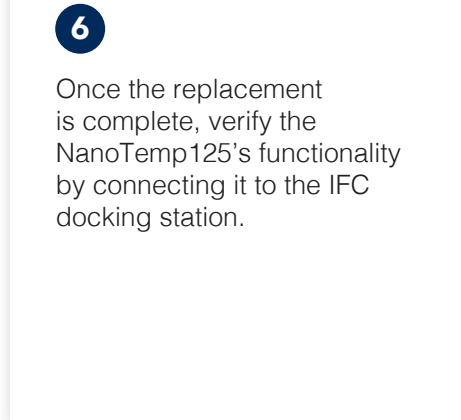 6
Once the replacement
is complete, verify the
NanoTemp125's functionality
by connecting it to the IFC
docking station.